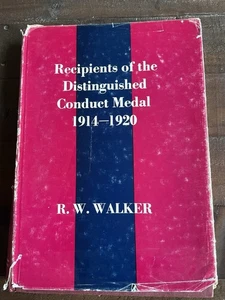 Recipients of the
Distinguished
Conduct Medal
1914—1920
R. W. WALKER